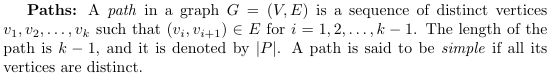 Paths: A path in a graph G = (V, E) is a sequence of distinct vertices
v₁, v₂, . . . , vₖ such that (vᵢ, vᵢ₊₁) ∈ E for i = 1, 2, . . . , k − 1. The length of the
path is k − 1, and it is denoted by |P|. A path is said to be simple if all its
vertices are distinct.